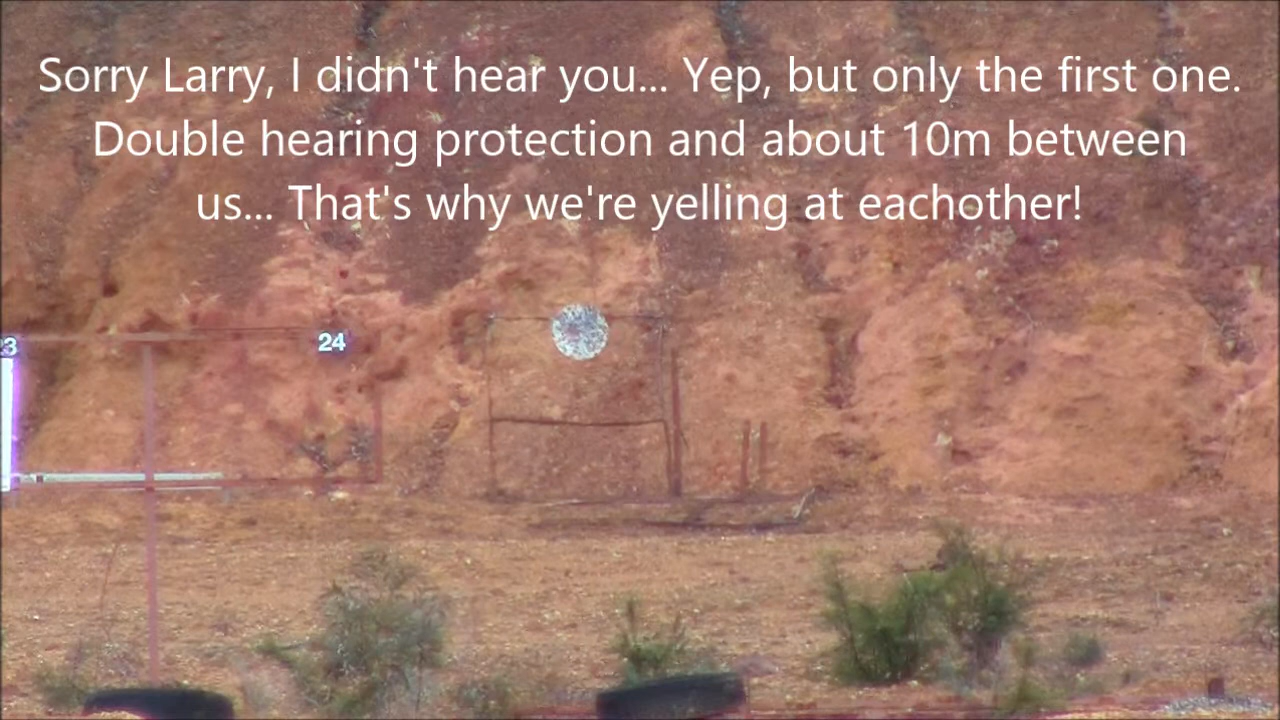 Sorry Larry, I didn't hear you... Yep, but only the first one.
Double hearing protection and about 10m between
us... That's why we're yelling at eachother!
3 24